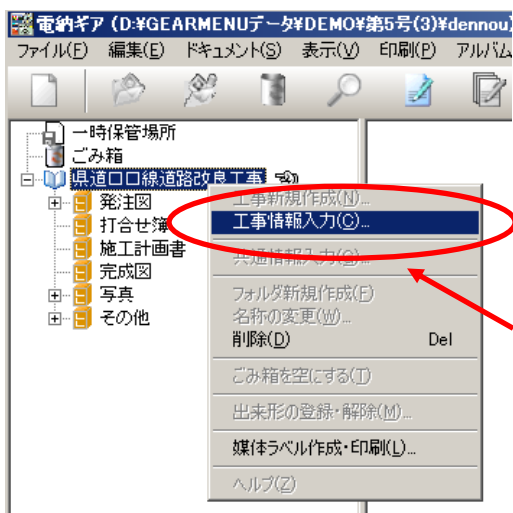 電納ギア (D:¥GEARMENUデータ¥DEMO¥第5号(3)¥dennou)
ファイル(F) 編集(E) ドキュメント(S) 表示(V) 印刷(P) アルバム
一時保管場所
ごみ箱
県道口口線道路改良工事
発注図
打合せ簿
施工計画書
完成図
写真
その他
工事新規作成(N)...
工事情報入力(C)...
共通情報入力(O)...
フォルダ新規作成(F)
名称の変更(W)...
削除(D) Del
ごみ箱を空にする(T)
出来形の登録・解除(M)...
媒体ラベル作成・印刷(L)...
ヘルプ(Z)